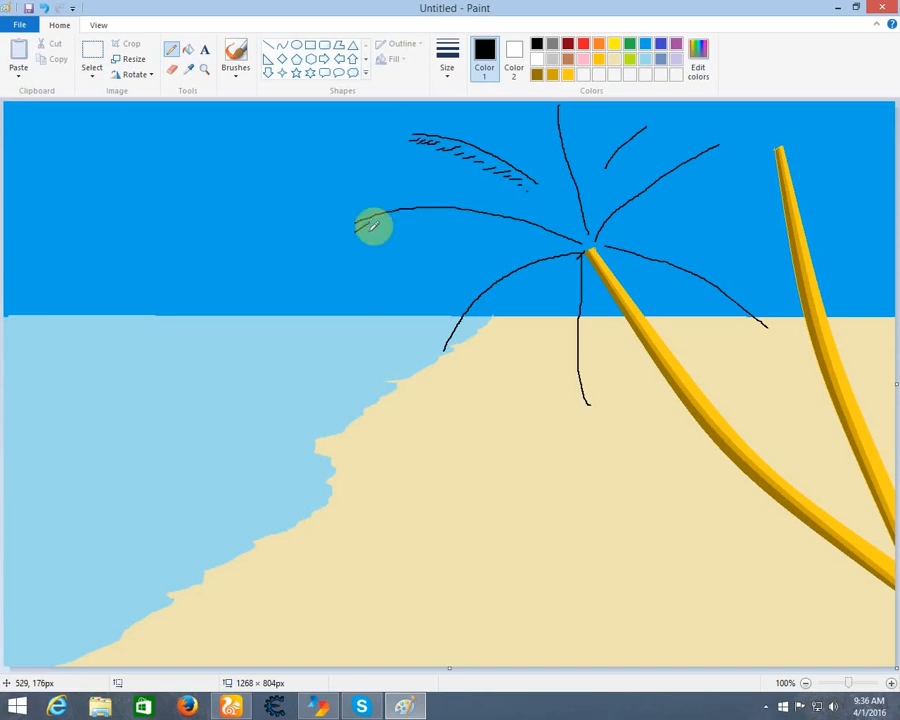 Untitled - Paint
File Home View
Paste
Cut
Copy
Clipboard
Select
Crop
Resize
Rotate
Image
A
Tools
Brushes
Outline
Fill
Shapes
Size
Color 1
Color 2
Edit colors
Colors
529, 176px
1268 × 804px
100%
9:36 AM
4/1/2016